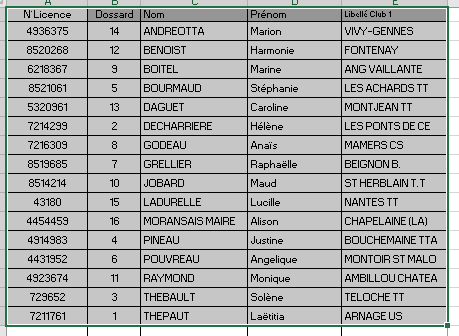 A B C D E
N°Licence Dossard Nom Prénom Libellé Club 1
4936375 14 ANDREOTTA Marion VIVY-GENNES
8520268 12 BENOIST Harmonie FONTENAY
6218367 9 BOITEL Marine ANG VAILLANTE
8521061 5 BOURMAUD Stéphanie LES ACHARDS TT
5320961 13 DAGUET Caroline MONTJEAN TT
7214299 2 DECHARRIERE Hélène LES PONTS DE CE
7216309 8 GODEAU Anaïs MAMERS CS
8519685 7 GRELLIER Raphaëlle BEIGNON B.
8514214 10 JOBARD Maud ST HERBLAIN T.T
43180 15 LADURELLE Lucille NANTES TT
4454459 16 MORANSAIS MAIRE Alison CHAPELAINE (LA)
4914983 4 PINEAU Justine BOUCHEMAINE TTA
4431952 6 POUVREAU Angelique MONTOIR ST MALO
4923674 11 RAYMOND Monique AMBILLOU CHATEA
729652 3 THEBAULT Solène TELOCHE TT
7211761 1 THEPAUT Laëtitia ARNAGE US